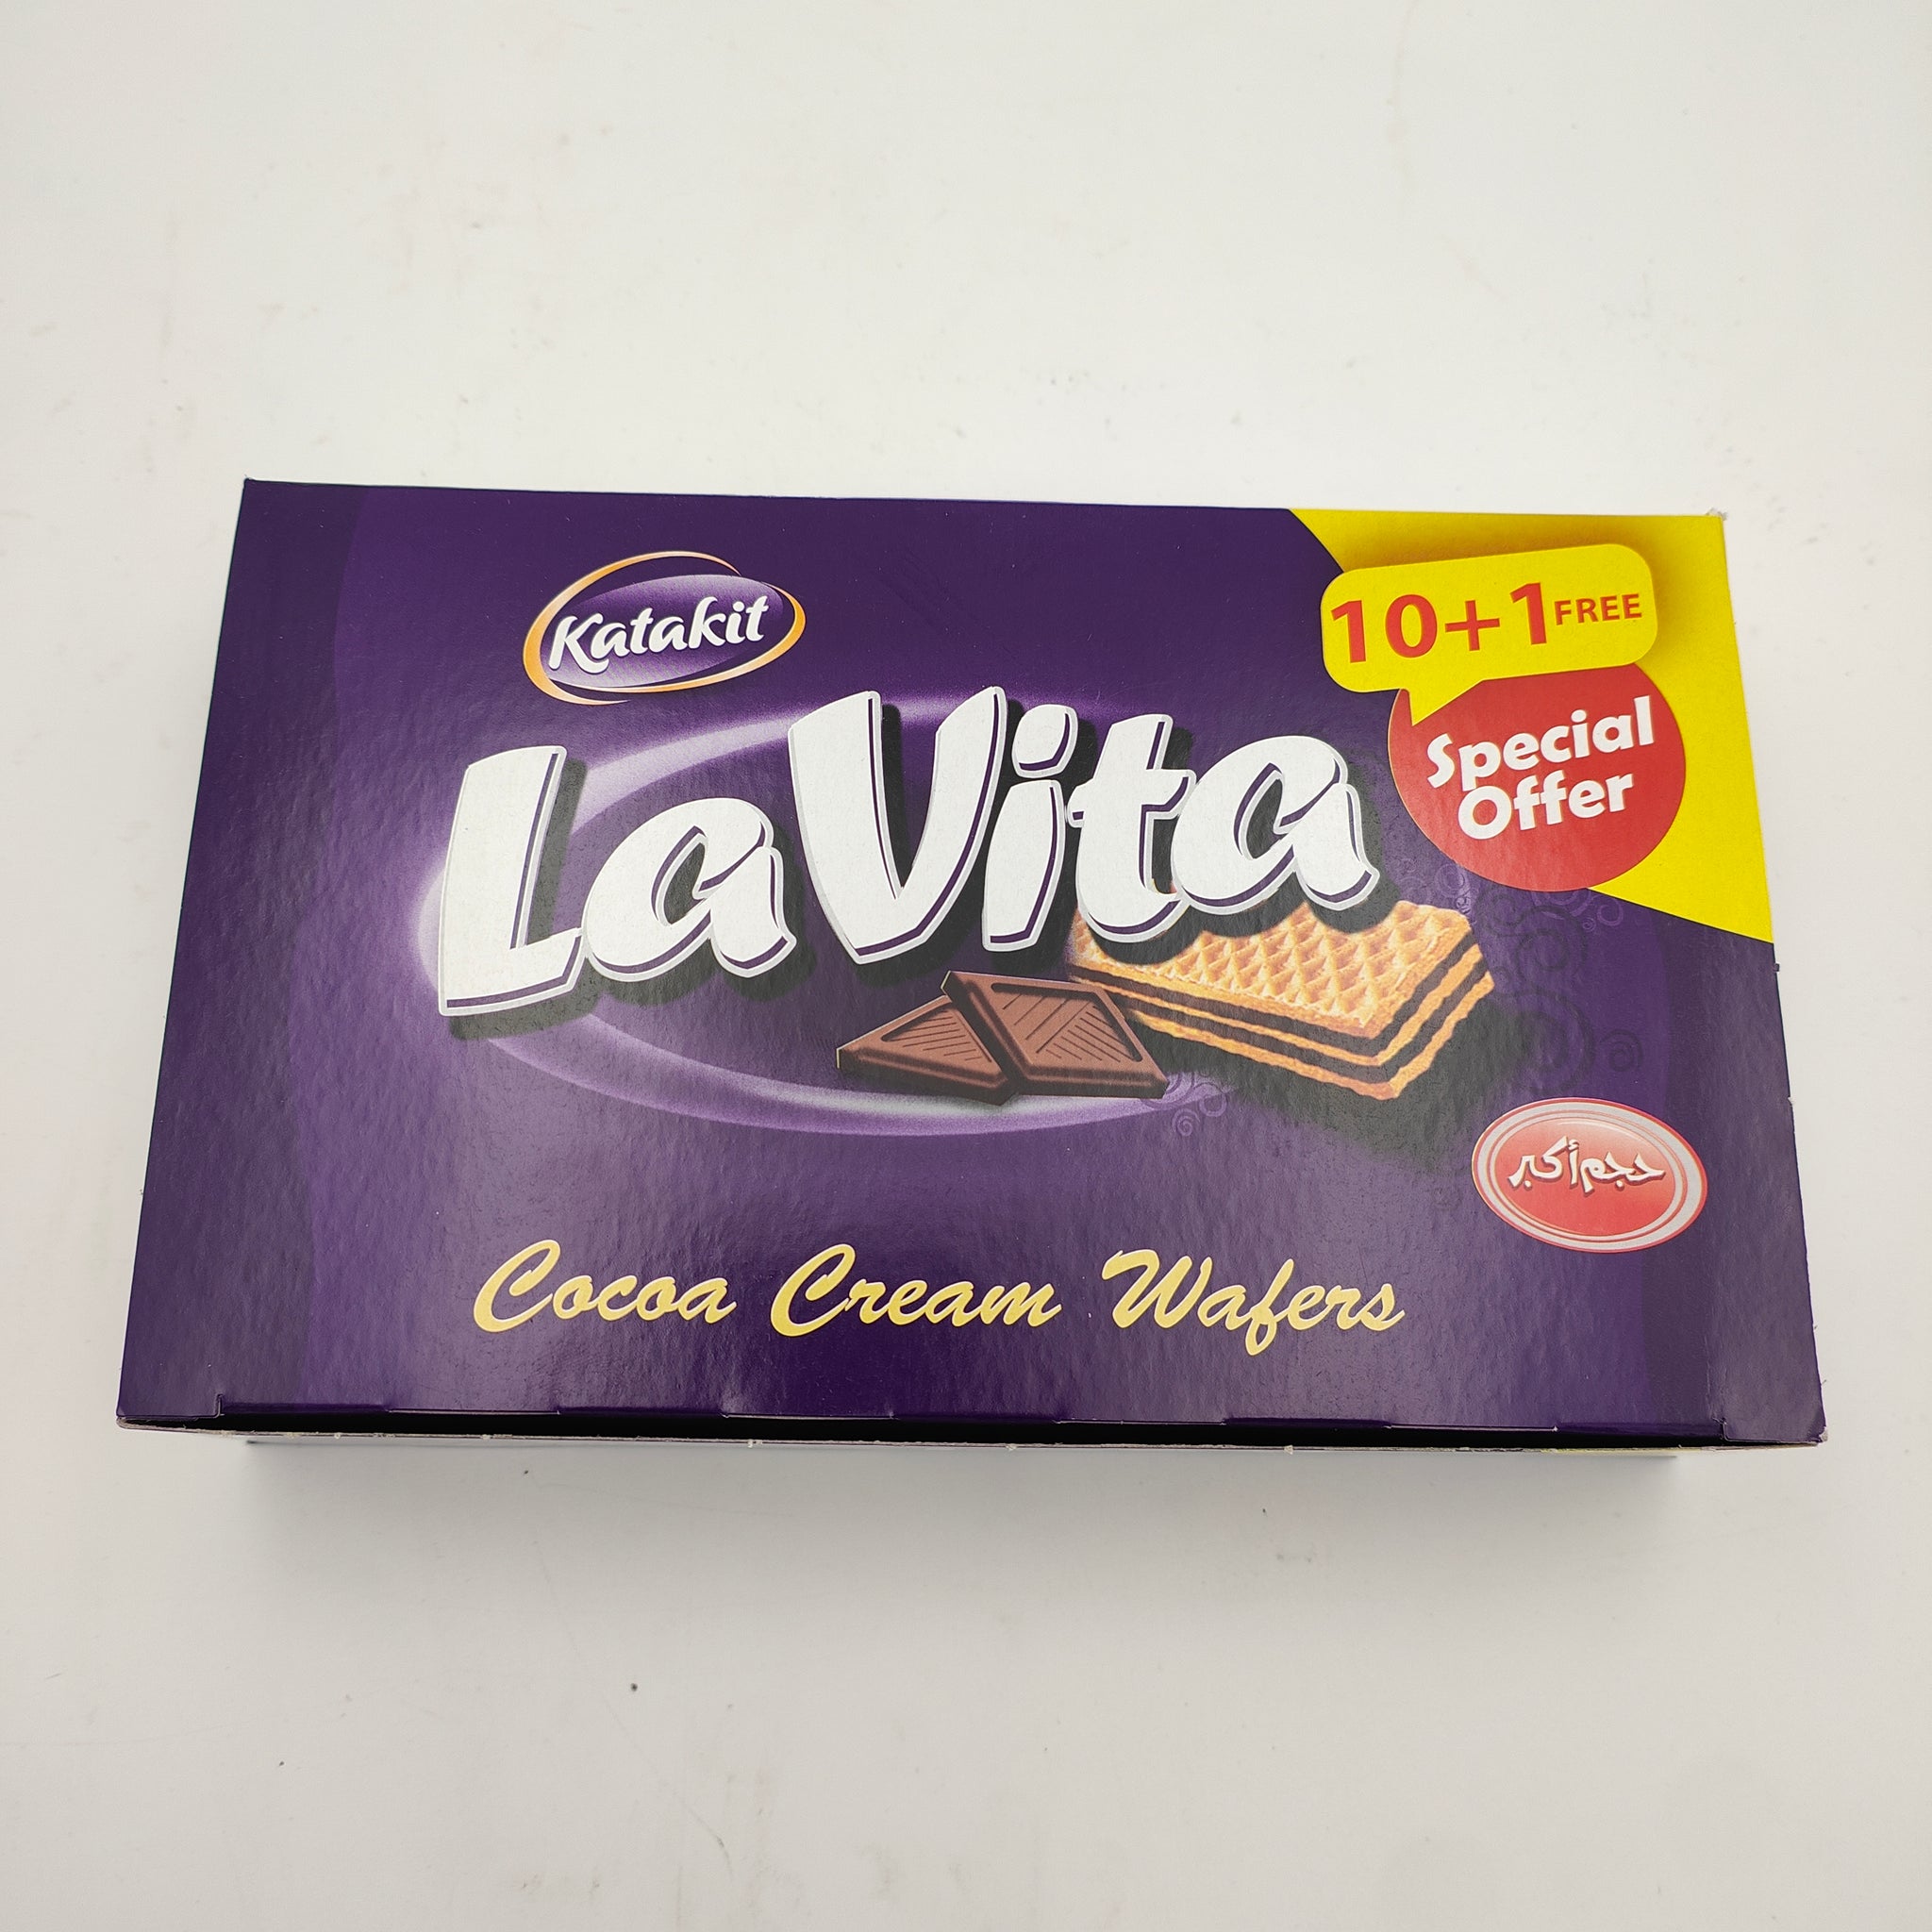 Katakit
10+1 FREE
Special
Offer
LaVita
حجم أكبر
Cocoa Cream Wafers